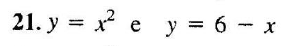 21. y = x² e y = 6 − x